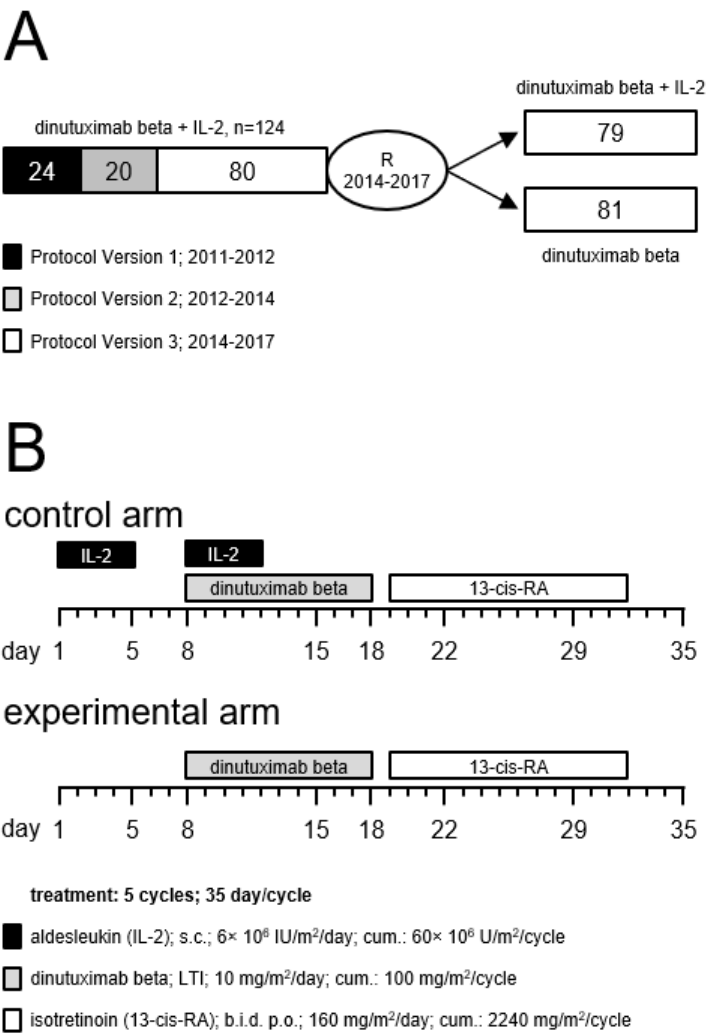 A
dinutuximab beta + IL-2, n=124
24 20 80
R
2014-2017
dinutuximab beta + IL-2
79
81
dinutuximab beta
Protocol Version 1; 2011-2012
Protocol Version 2; 2012-2014
Protocol Version 3; 2014-2017
B
control arm
IL-2 IL-2
dinutuximab beta 13-cis-RA
day 1 5 8 15 18 22 29 35
experimental arm
dinutuximab beta 13-cis-RA
day 1 5 8 15 18 22 29 35
treatment: 5 cycles; 35 day/cycle
aldesleukin (IL-2); s.c.; 6× 10⁶ IU/m²/day; cum.: 60× 10⁶ U/m²/cycle
dinutuximab beta; LTI; 10 mg/m²/day; cum.: 100 mg/m²/cycle
isotretinoin (13-cis-RA); b.i.d. p.o.; 160 mg/m²/day; cum.: 2240 mg/m²/cycle